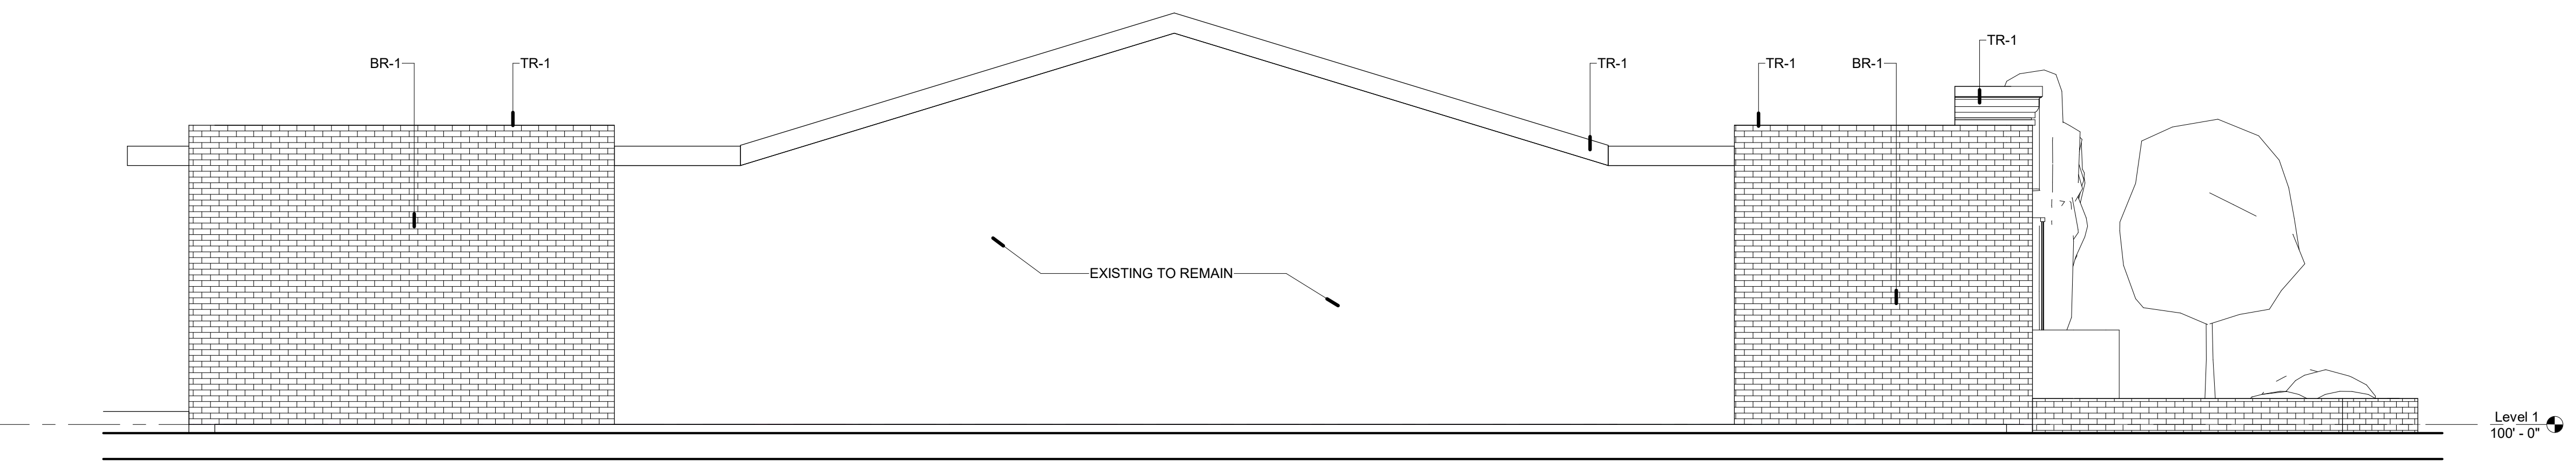 TR-1
BR-1
TR-1
TR-1
TR-1
BR-1
EXISTING TO REMAIN
Level 1
100' - 0"